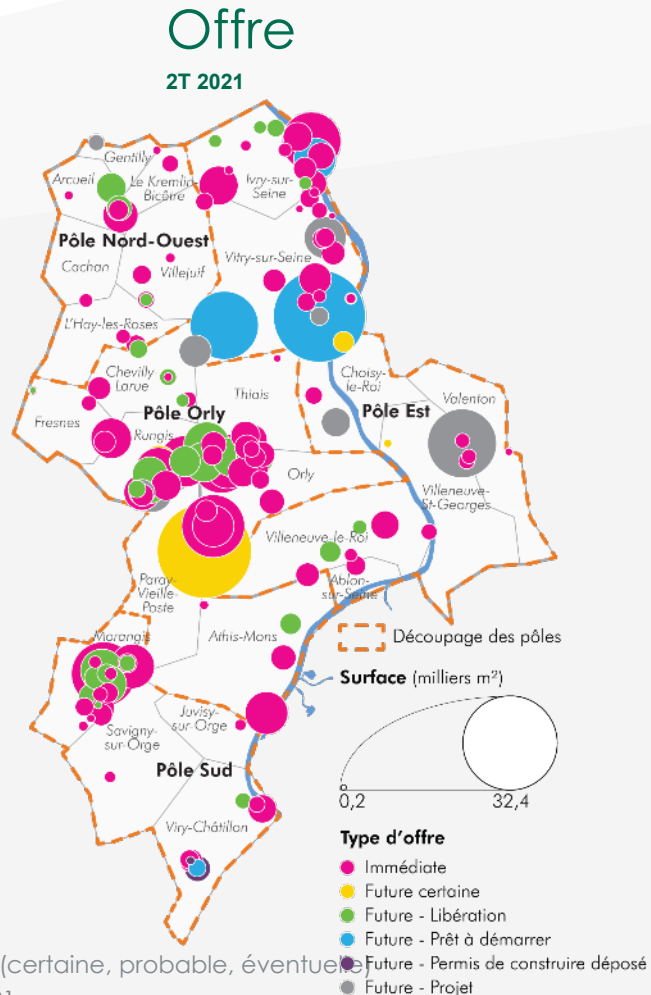 Offre
2T 2021
Gentilly
Arcueil
Le Kremlin-
Bicêtre
Ivry-sur-
Seine
Pôle Nord-Ouest
Cachan
Villejuif
Vitry-sur-Seine
L'Hay-les-Roses
Chevilly
Larue
Thiais
Choisy-
le-Roi
Valenton
Fresnes
Pôle Orly
Pôle Est
Rungis
Orly
Villeneuve-
St-Georges
Villeneuve-le-Roi
Paray-
Vieille-
Poste
Ablon-
sur-Seine
Morangis
Athis-Mons
Découpage des pôles
Surface (milliers m²)
Juvisy-
sur-Orge
Savigny-
sur-Orge
Pôle Sud
0,2
32,4
Viry-Châtillon
Type d'offre
Immédiate
Future certaine
Future - Libération
Future - Prêt à démarrer
(certaine, probable, éventuelle)
Future - Permis de construire déposé
Future - Projet